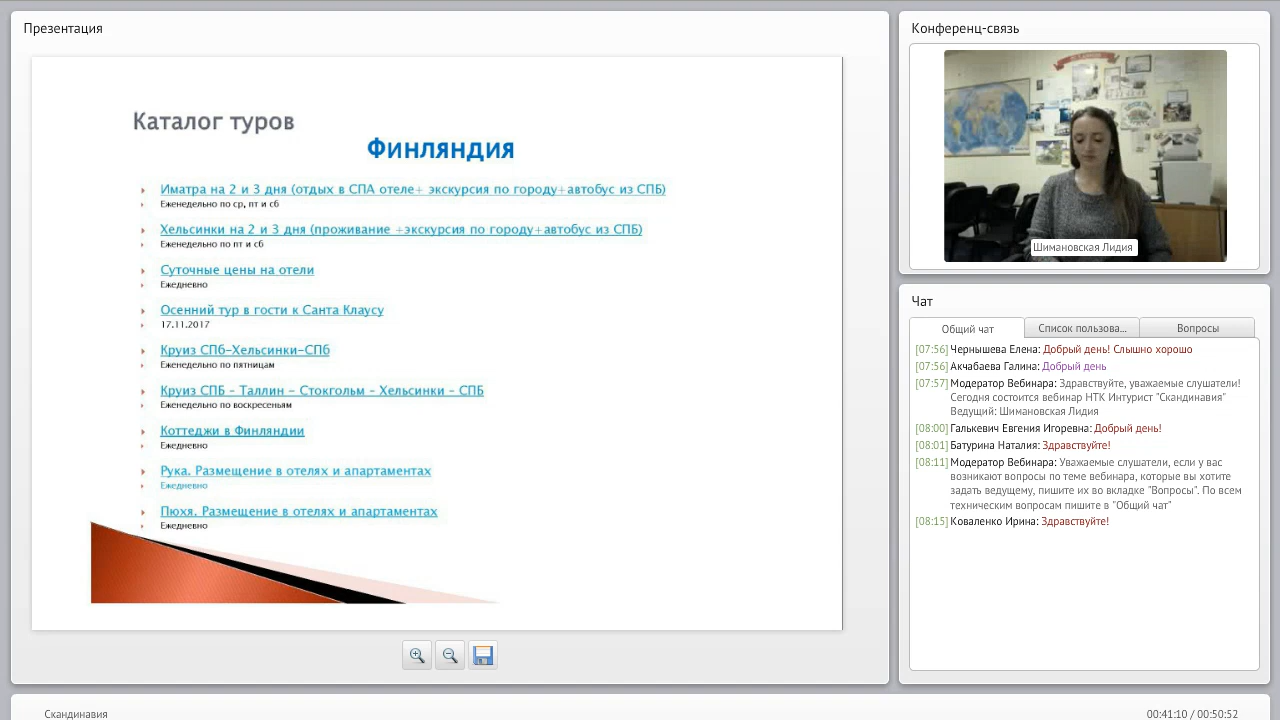 Презентация
Каталог туров
Финляндия
Иматра на 2 и 3 дня (отдых в СПА отеле+ экскурсия по городу+автобус из СПБ)
Еженедельно по ср, пт и сб
Хельсинки на 2 и 3 дня (проживание +экскурсия по городу+автобус из СПБ)
Еженедельно по пт и сб
Суточные цены на отели
Ежедневно
Осенний тур в гости к Санта Клаусу
17.11.2017
Круиз СПб-Хельсинки-СПб
Еженедельно по пятницам
Круиз СПБ - Таллин - Стокгольм - Хельсинки - СПБ
Еженедельно по воскресеньям
Коттеджи в Финляндии
Ежедневно
Рука. Размещение в отелях и апартаментах
Ежедневно
Пюхя. Размещение в отелях и апартаментах
Ежедневно
Конференц-связь
Шимановская Лидия
Чат
Общий чат
Список пользова...
Вопросы
[07:56] Чернышева Елена: Добрый день! Слышно хорошо
[07:56] Акчабаева Галина: Добрый день
[07:57] Модератор Вебинара: Здравствуйте, уважаемые слушатели!
Сегодня состоится вебинар НТК Интурист "Скандинавия"
Ведущий: Шимановская Лидия
[08:00] Галькевич Евгения Игоревна: Добрый день!
[08:01] Батурина Наталия: Здравствуйте!
[08:11] Модератор Вебинара: Уважаемые слушатели, если у вас
возникают вопросы по теме вебинара, которые вы хотите
задать ведущему, пишите их во вкладке "Вопросы". По всем
техническим вопросам пишите в "Общий чат"
[08:15] Коваленко Ирина: Здравствуйте!
Скандинавия
00:41:10 / 00:50:52